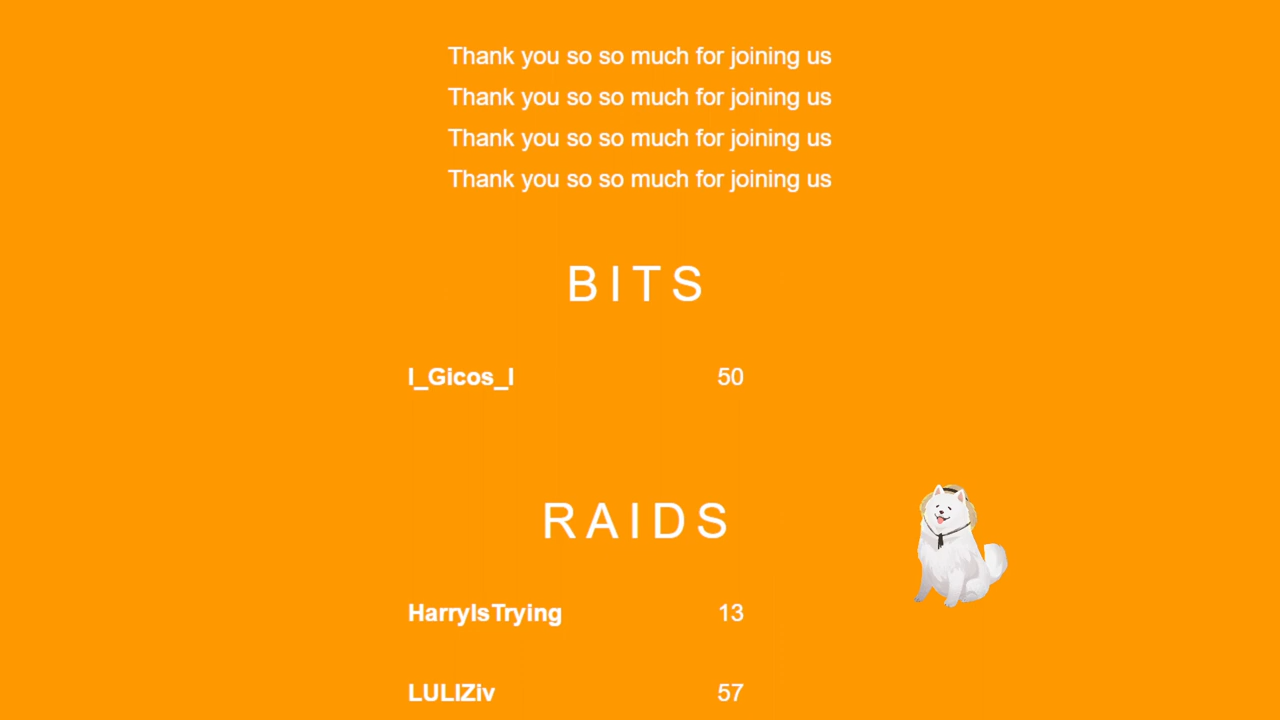 Thank you so so much for joining us
Thank you so so much for joining us
Thank you so so much for joining us
Thank you so so much for joining us
BITS
I_Gicos_I 50
RAIDS
HarryIsTrying 13
LULIZiv 57